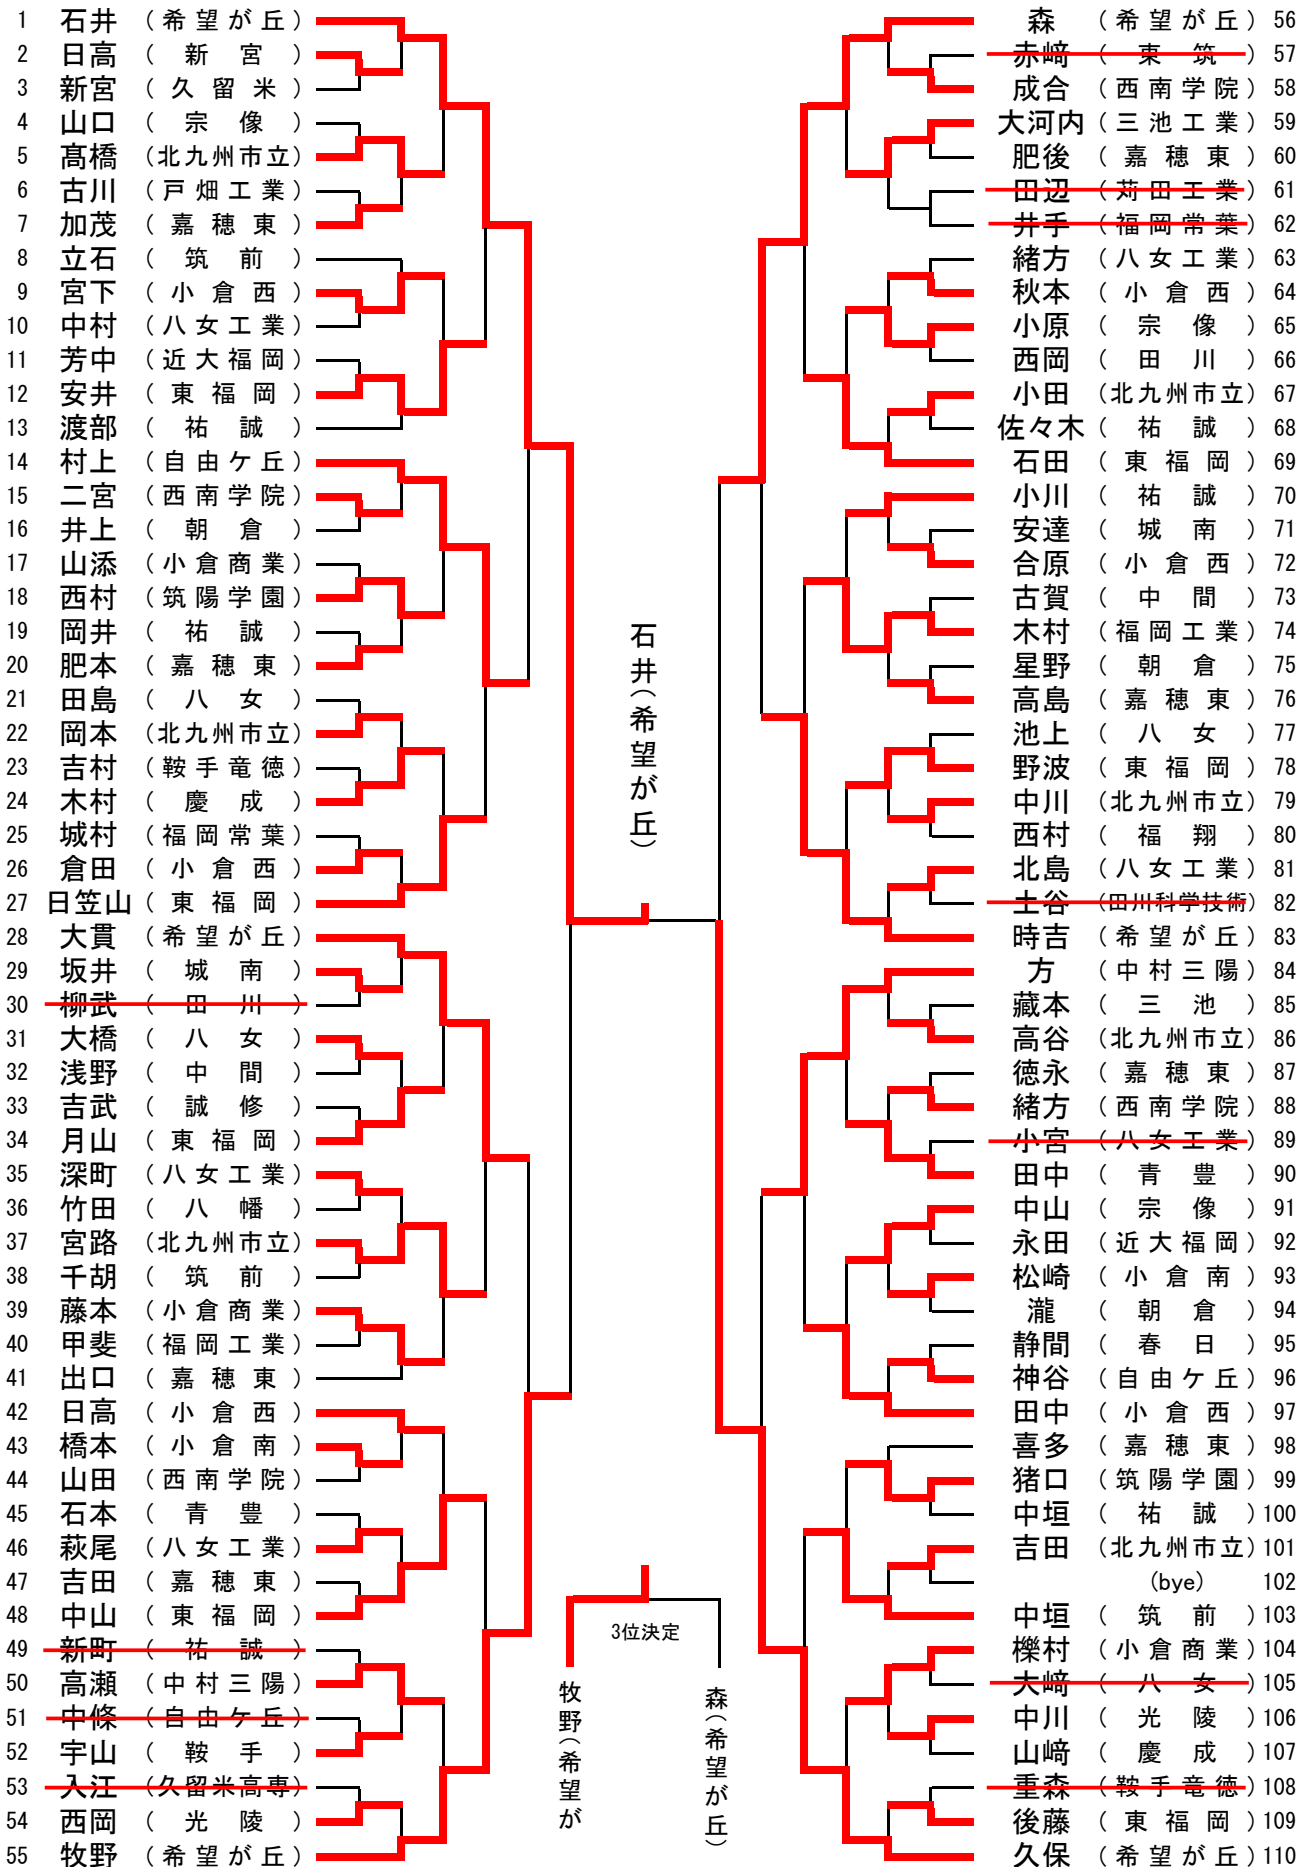 1 石井 (希望が丘)
2 日高 (新宮)
3 新宮 (久留米)
4 山口 (宗像)
5 髙橋 (北九州市立)
6 古川 (戸畑工業)
7 加茂 (嘉穂東)
8 立石 (筑前)
9 宮下 (小倉西)
10 中村 (八女工業)
11 芳中 (近大福岡)
12 安井 (東福岡)
13 渡部 (祐誠)
14 村上 (自由ケ丘)
15 二宮 (西南学院)
16 井上 (朝倉)
17 山添 (小倉商業)
18 西村 (筑陽学園)
19 岡井 (祐誠)
20 肥本 (嘉穂東)
21 田島 (八女)
22 岡本 (北九州市立)
23 吉村 (鞍手竜徳)
24 木村 (慶成)
25 城村 (福岡常葉)
26 倉田 (小倉西)
27 日笠山 (東福岡)
28 大貫 (希望が丘)
29 坂井 (城南)
30 柳武 (田川)
31 大橋 (八女)
32 浅野 (中間)
33 吉武 (誠修)
34 月山 (東福岡)
35 深町 (八女工業)
36 竹田 (八幡)
37 宮路 (北九州市立)
38 千胡 (筑前)
39 藤本 (小倉商業)
40 甲斐 (福岡工業)
41 出口 (嘉穂東)
42 日高 (小倉西)
43 橋本 (小倉南)
44 山田 (西南学院)
45 石本 (青豊)
46 萩尾 (八女工業)
47 吉田 (嘉穂東)
48 中山 (東福岡)
49 新町 (祐誠)
50 高瀬 (中村三陽)
51 中條 (自由ケ丘)
52 宇山 (鞍手)
53 入江 (久留米高専)
54 西岡 (光陵)
55 牧野 (希望が丘)
石井(希望が丘)
3位決定
牧野(希望が
森(希望が丘)
森 (希望が丘) 56
赤﨑 (東筑) 57
成合 (西南学院) 58
大河内 (三池工業) 59
肥後 (嘉穂東) 60
田辺 (苅田工業) 61
井手 (福岡常葉) 62
緒方 (八女工業) 63
秋本 (小倉西) 64
小原 (宗像) 65
西岡 (田川) 66
小田 (北九州市立) 67
佐々木 (祐誠) 68
石田 (東福岡) 69
小川 (祐誠) 70
安達 (城南) 71
合原 (小倉西) 72
古賀 (中間) 73
木村 (福岡工業) 74
星野 (朝倉) 75
高島 (嘉穂東) 76
池上 (八女) 77
野波 (東福岡) 78
中川 (北九州市立) 79
西村 (福翔) 80
北島 (八女工業) 81
土谷 (田川科学技術) 82
時吉 (希望が丘) 83
方 (中村三陽) 84
藏本 (三池) 85
高谷 (北九州市立) 86
徳永 (嘉穂東) 87
緒方 (西南学院) 88
小宮 (八女工業) 89
田中 (青豊) 90
中山 (宗像) 91
永田 (近大福岡) 92
松崎 (小倉南) 93
瀧 (朝倉) 94
静間 (春日) 95
神谷 (自由ケ丘) 96
田中 (小倉西) 97
喜多 (嘉穂東) 98
猪口 (筑陽学園) 99
中垣 (祐誠) 100
吉田 (北九州市立) 101
(bye) 102
中垣 (筑前) 103
櫟村 (小倉商業) 104
大﨑 (八女) 105
中川 (光陵) 106
山﨑 (慶成) 107
重森 (鞍手竜徳) 108
後藤 (東福岡) 109
久保 (希望が丘) 110